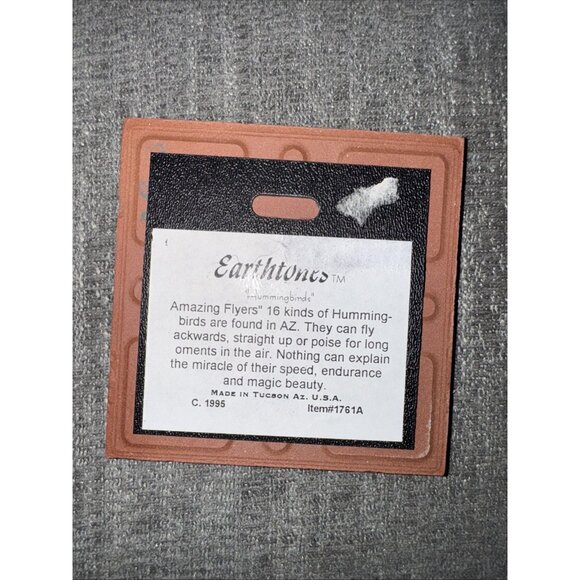 Earthtones™
"Hummingbirds"
Amazing Flyers" 16 kinds of Humming-
birds are found in AZ. They can fly
ackwards, straight up or poise for long
oments in the air. Nothing can explain
the miracle of their speed, endurance
and magic beauty.
MADE IN TUCSON AZ. U.S.A.
C. 1995 Item#1761A